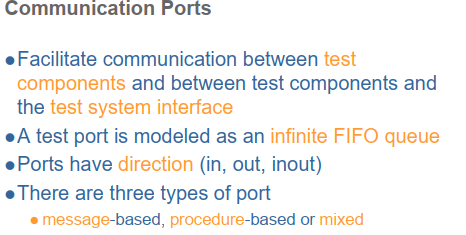 Communication Ports
●Facilitate communication between test
components and between test components and
the test system interface
●A test port is modeled as an infinite FIFO queue
●Ports have direction (in, out, inout)
●There are three types of port
●message-based, procedure-based or mixed